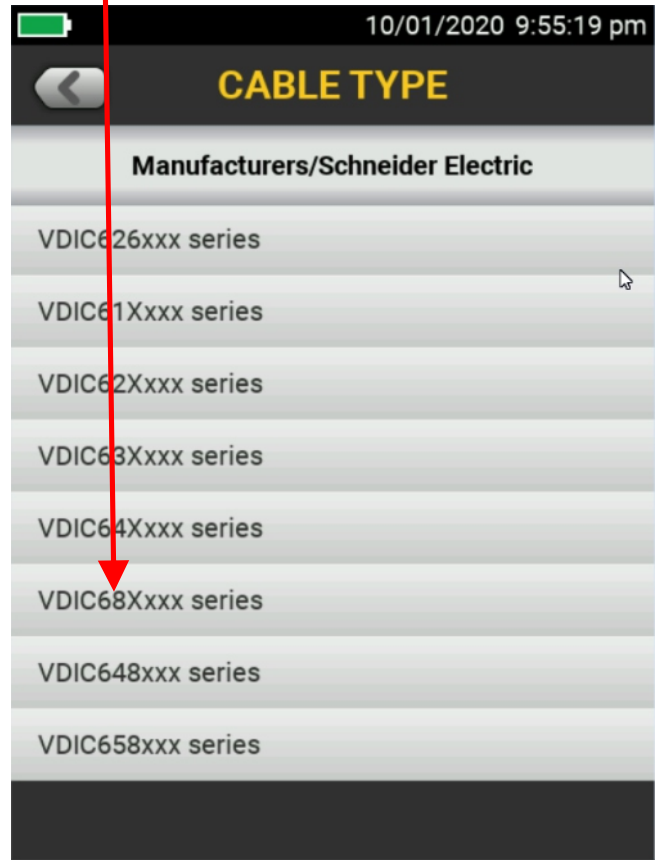 10/01/2020 9:55:19 pm
CABLE TYPE
Manufacturers/Schneider Electric
VDIC626xxx series
VDIC61Xxxx series
VDIC62Xxxx series
VDIC63Xxxx series
VDIC64Xxxx series
VDIC68Xxxx series
VDIC648xxx series
VDIC658xxx series